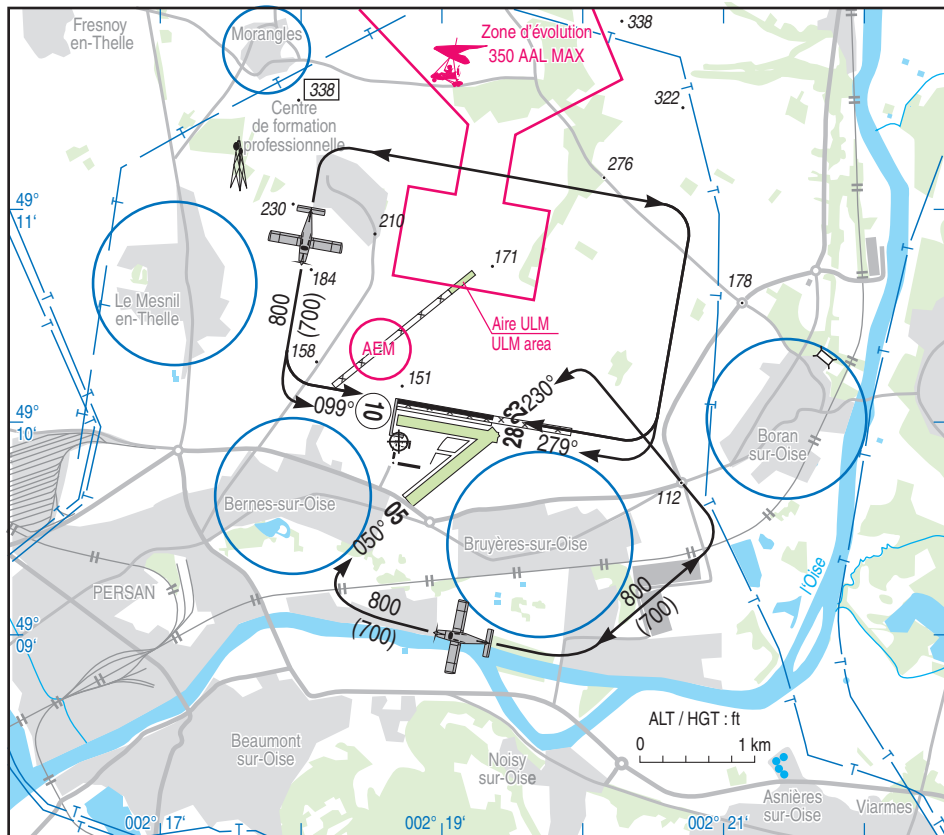 Fresnoy
en-Thelle
Morangles
Zone d'évolution
350 AAL MAX
338
338
322
Centre
de formation
professionnelle
276
49°
11'
230
210
184
171
178
Le Mesnil
en-Thelle
800
(700)
Aire ULM
ULM area
158
AEM
151
230°
099°
10
28
23
279°
49°
10'
Boran
sur-Oise
112
Bernes-sur-Oise
05
050°
Bruyères-sur-Oise
PERSAN
l'Oise
800
(700)
800
(700)
49°
09'
ALT / HGT : ft
0
1 km
Beaumont
sur-Oise
Noisy
sur-Oise
Asnières
sur-Oise
Viarmes
002° 17'
002° 19'
002° 21'